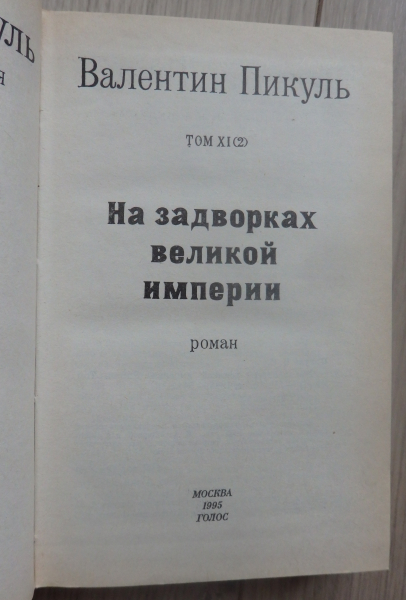 Валентин Пикуль
ТОМ XI(2)
На задворках
великой
империи
роман
МОСКВА
1995
ГОЛОС